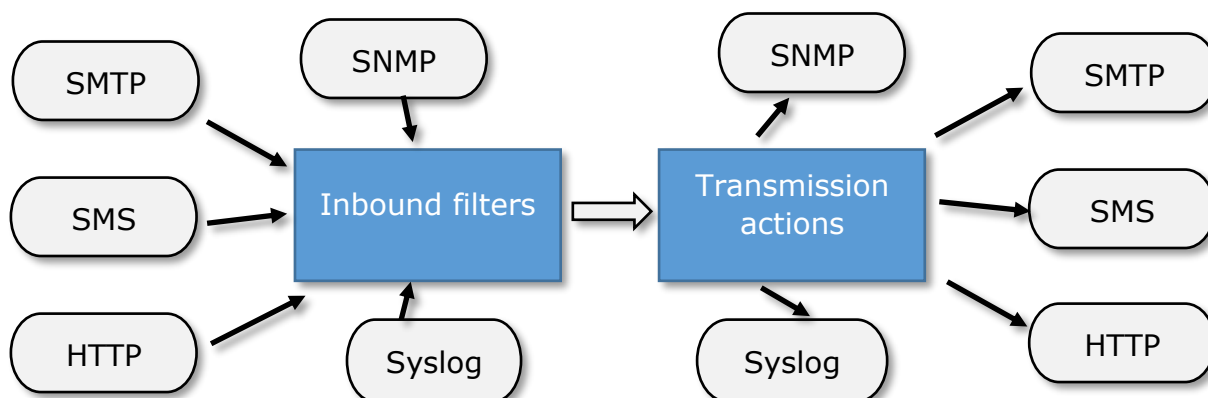 SMTP
SNMP
SNMP
SMTP
Inbound filters
Transmission
actions
SMS
SMS
HTTP
Syslog
Syslog
HTTP